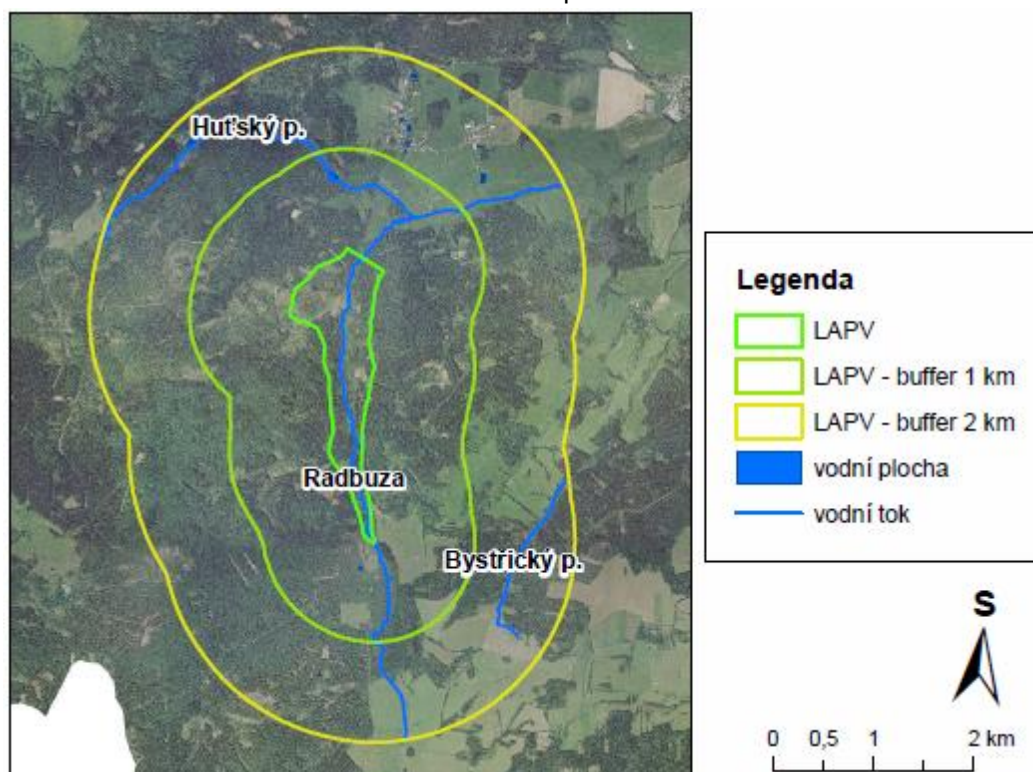 Huťský p.
Radbuza
Bystřický p.
Legenda
LAPV
LAPV - buffer 1 km
LAPV - buffer 2 km
vodní plocha
vodní tok
S
0 0,5 1 2 km